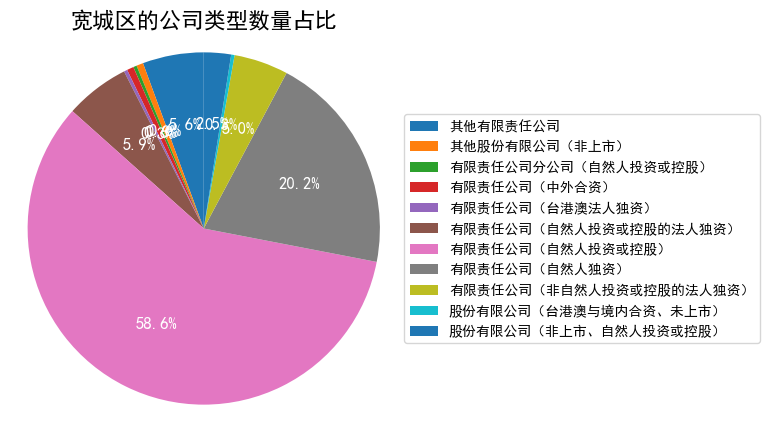 宽城区的公司类型数量占比
5.6%
2.5%
5.0%
5.9%
20.2%
58.6%
其他有限责任公司
其他股份有限公司（非上市）
有限责任公司分公司（自然人投资或控股）
有限责任公司（中外合资）
有限责任公司（台港澳法人独资）
有限责任公司（自然人投资或控股的法人独资）
有限责任公司（自然人投资或控股）
有限责任公司（自然人独资）
有限责任公司（非自然人投资或控股的法人独资）
股份有限公司（台港澳与境内合资、未上市）
股份有限公司（非上市、自然人投资或控股）